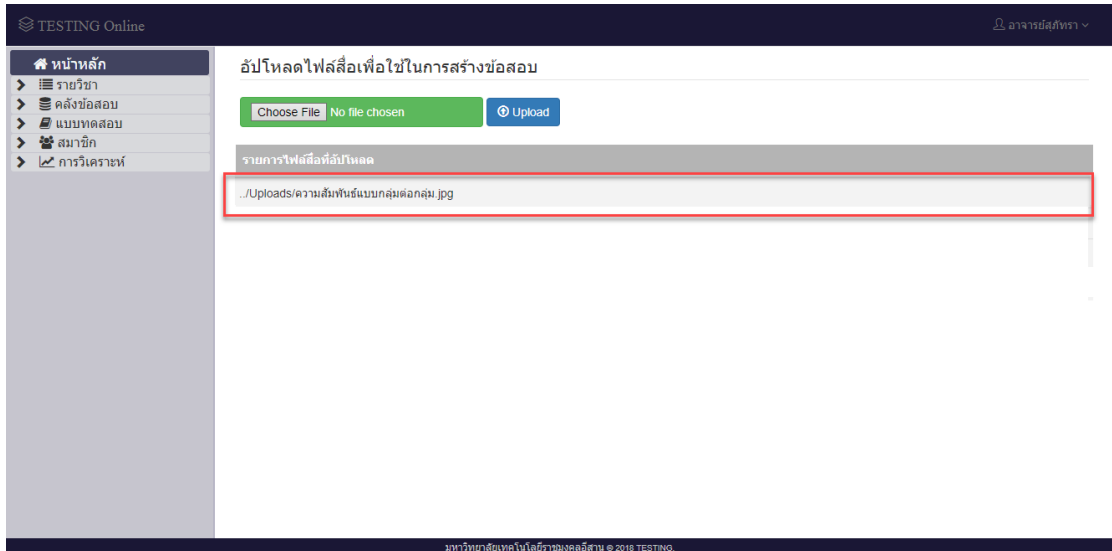 TESTING Online
อาจารย์สุภัทรา
หน้าหลัก
รายวิชา
คลังข้อสอบ
แบบทดสอบ
สมาชิก
การวิเคราะห์
อัปโหลดไฟล์สื่อเพื่อใช้ในการสร้างข้อสอบ
Choose File No file chosen
Upload
รายการไฟล์สื่อที่อัปโหลด
../Uploads/ความสัมพันธ์แบบกลุ่มต่อกลุ่ม.jpg
มหาวิทยาลัยเทคโนโลยีราชมงคลอีสาน © 2018 TESTING.